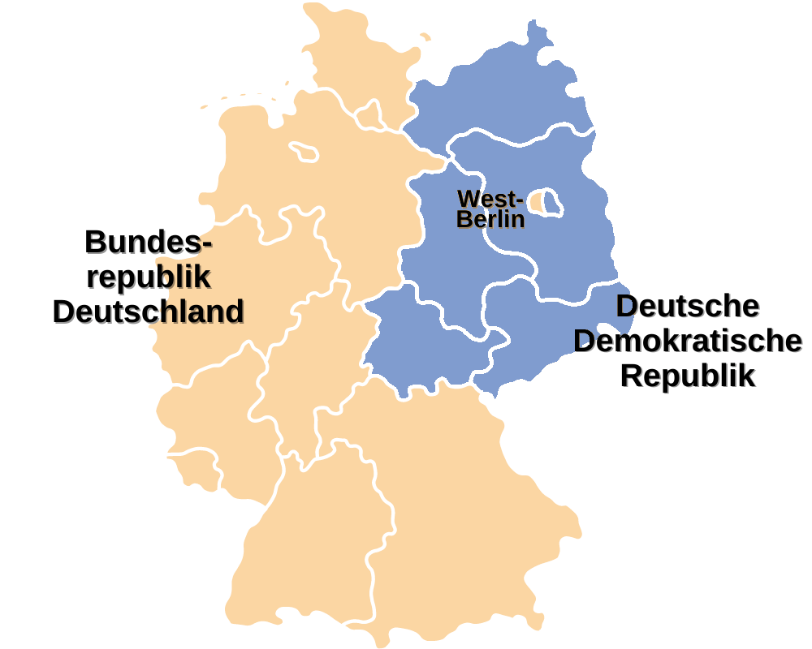 Bundes-
republik
Deutschland
West-
Berlin
Deutsche
Demokratische
Republik